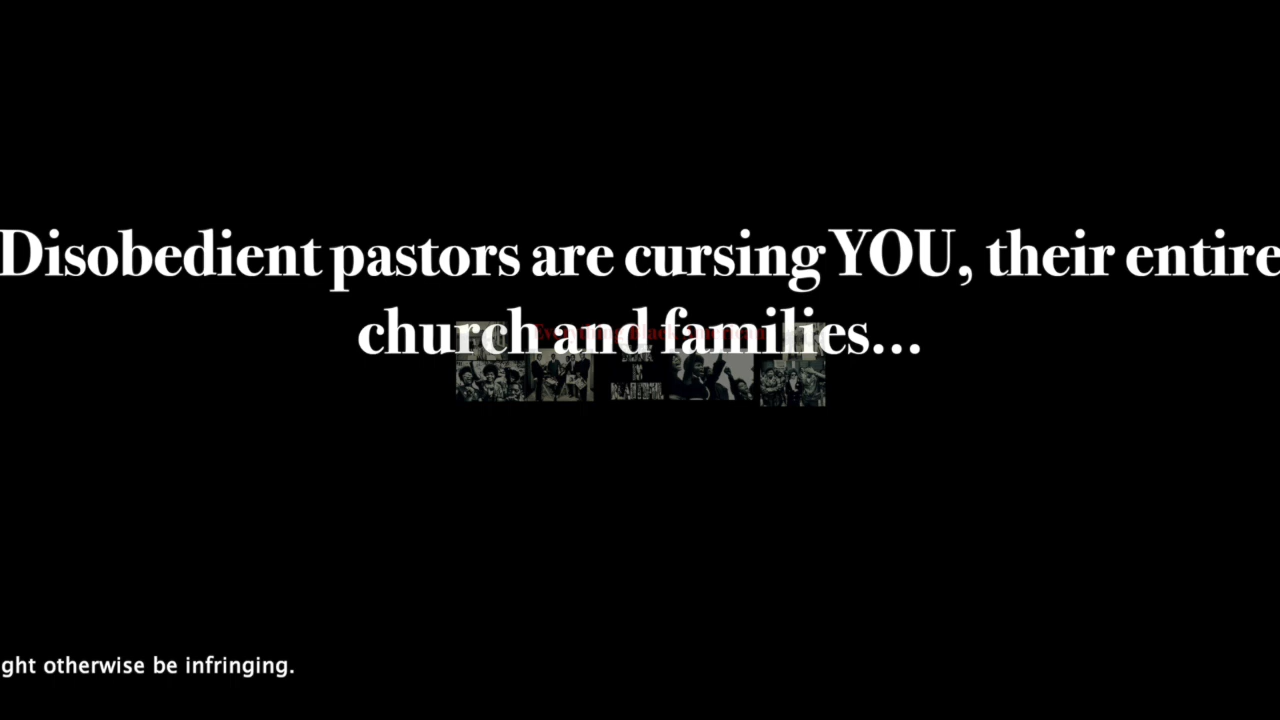 Disobedient pastors are cursing YOU, their entire
church and families...
ght otherwise be infringing.